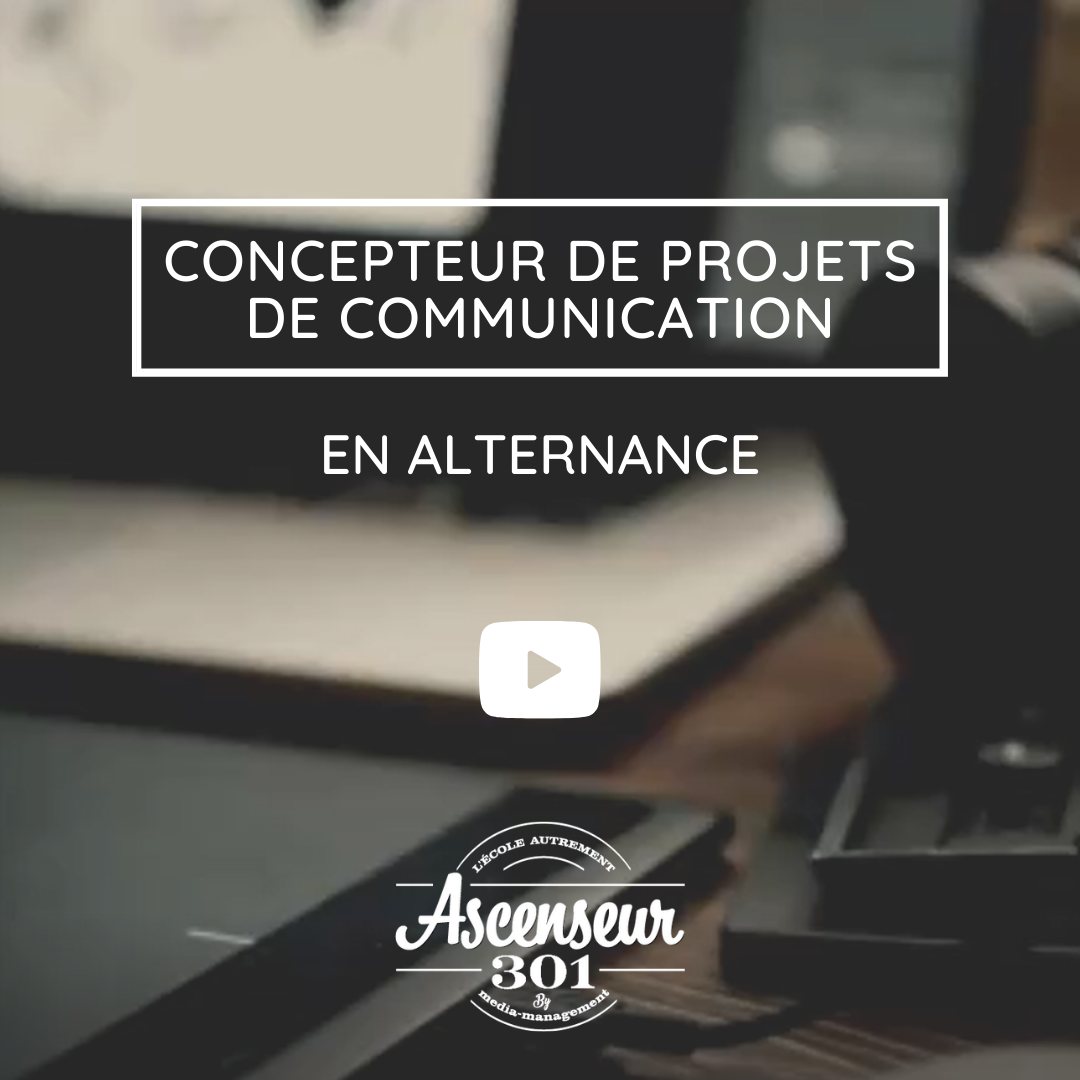 CONCEPTEUR DE PROJETS
DE COMMUNICATION
EN ALTERNANCE
L'ÉCOLE AUTREMENT
Ascenseur
301
By
media-management